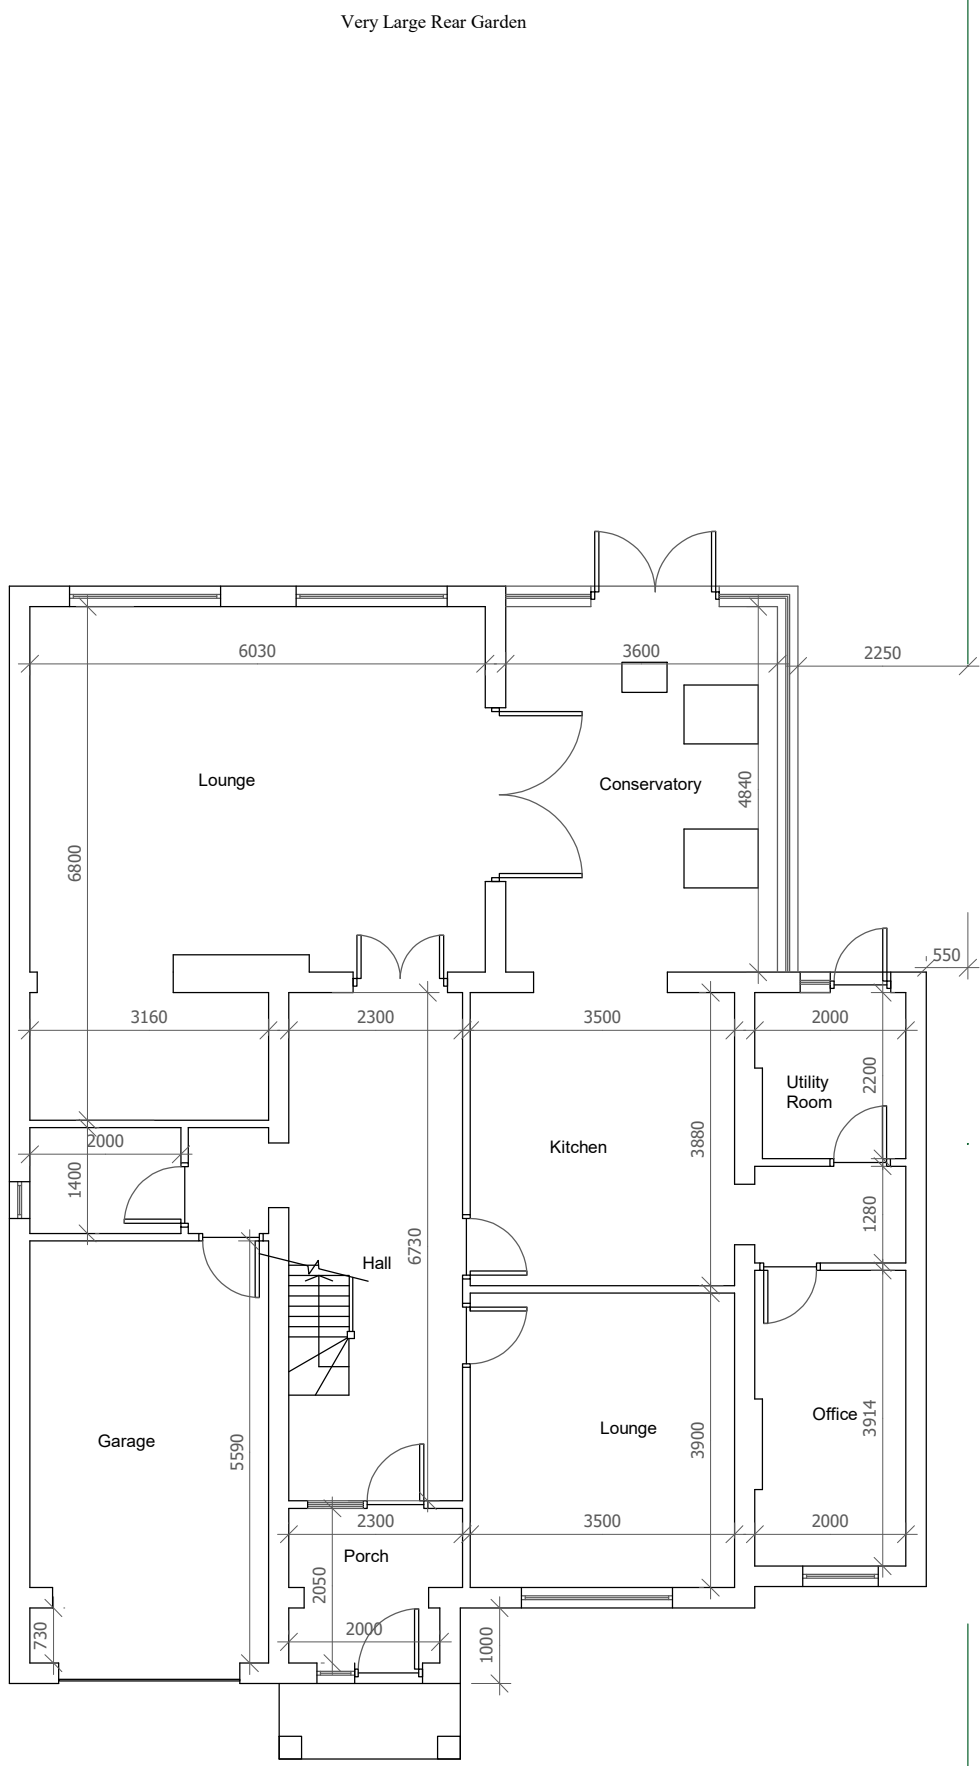 Very Large Rear Garden
6030
3600
2250
Lounge
Conservatory
4840
6800
550
3160
2300
3500
2000
Utility
Room
2200
2000
1400
Kitchen
3880
1280
Hall
6730
Garage
5590
Lounge
3900
Office
3914
2300
3500
2000
Porch
2050
2000
730
1000